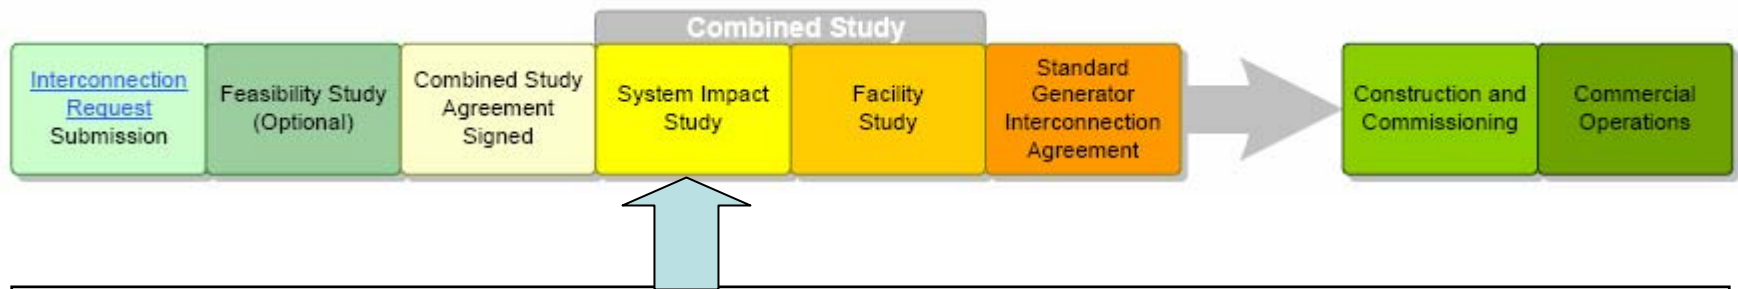 Combined Study
Interconnection
Request
Submission
Feasibility Study
(Optional)
Combined Study
Agreement
Signed
System Impact
Study
Facility
Study
Standard
Generator
Interconnection
Agreement
Construction and
Commissioning
Commercial
Operations